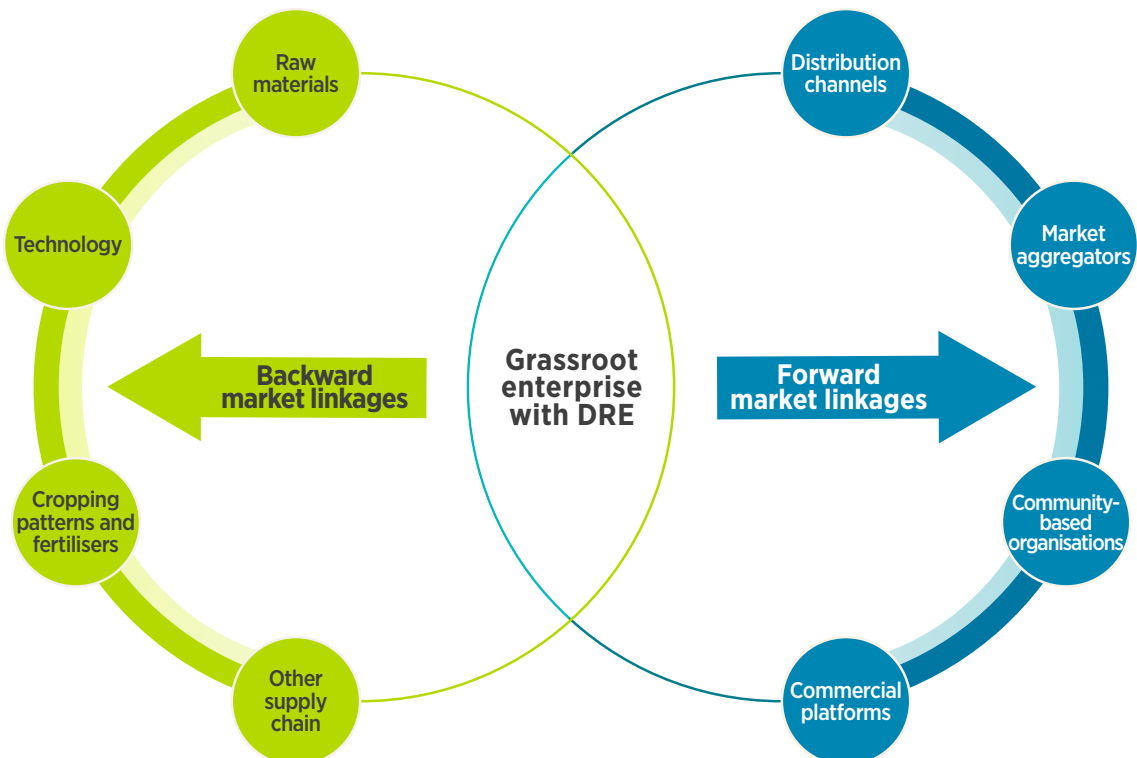 Raw
materials
Technology
Cropping
patterns and
fertilisers
Other
supply
chain
Backward
market linkages
Grassroot
enterprise
with DRE
Forward
market linkages
Distribution
channels
Market
aggregators
Community-
based
organisations
Commercial
platforms